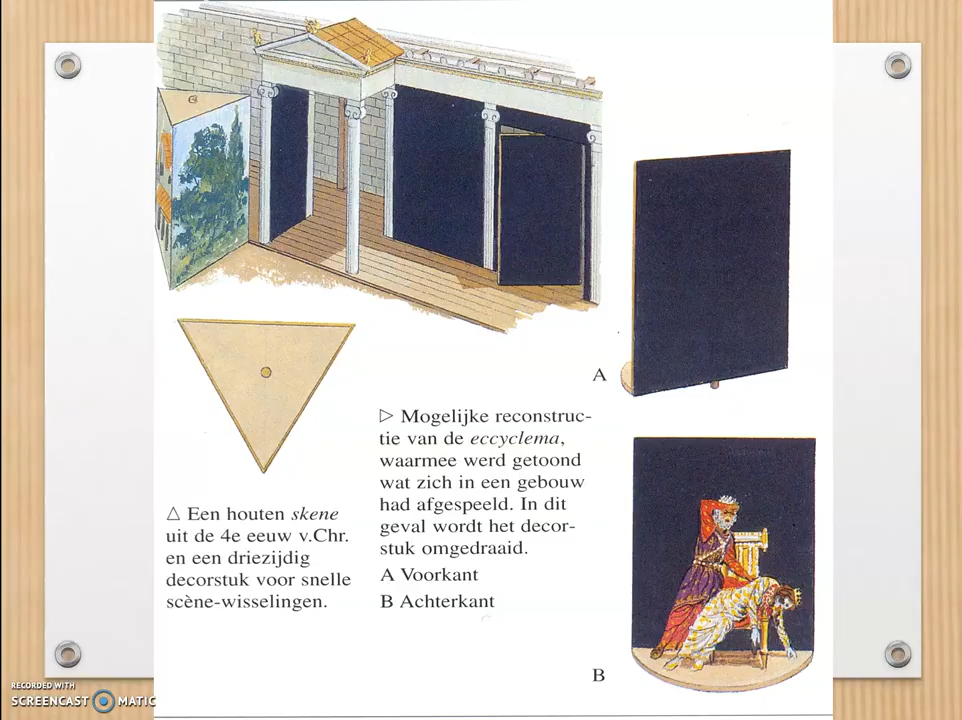 A
▷ Mogelijke reconstruc-
tie van de eccyclema,
waarmee werd getoond
wat zich in een gebouw
had afgespeeld. In dit
geval wordt het decor-
stuk omgedraaid.
A Voorkant
B Achterkant
△ Een houten skene
uit de 4e eeuw v.Chr.
en een driezijdig
decorstuk voor snelle
scène-wisselingen.
B
RECORDED WITH
SCREENCAST MATIC